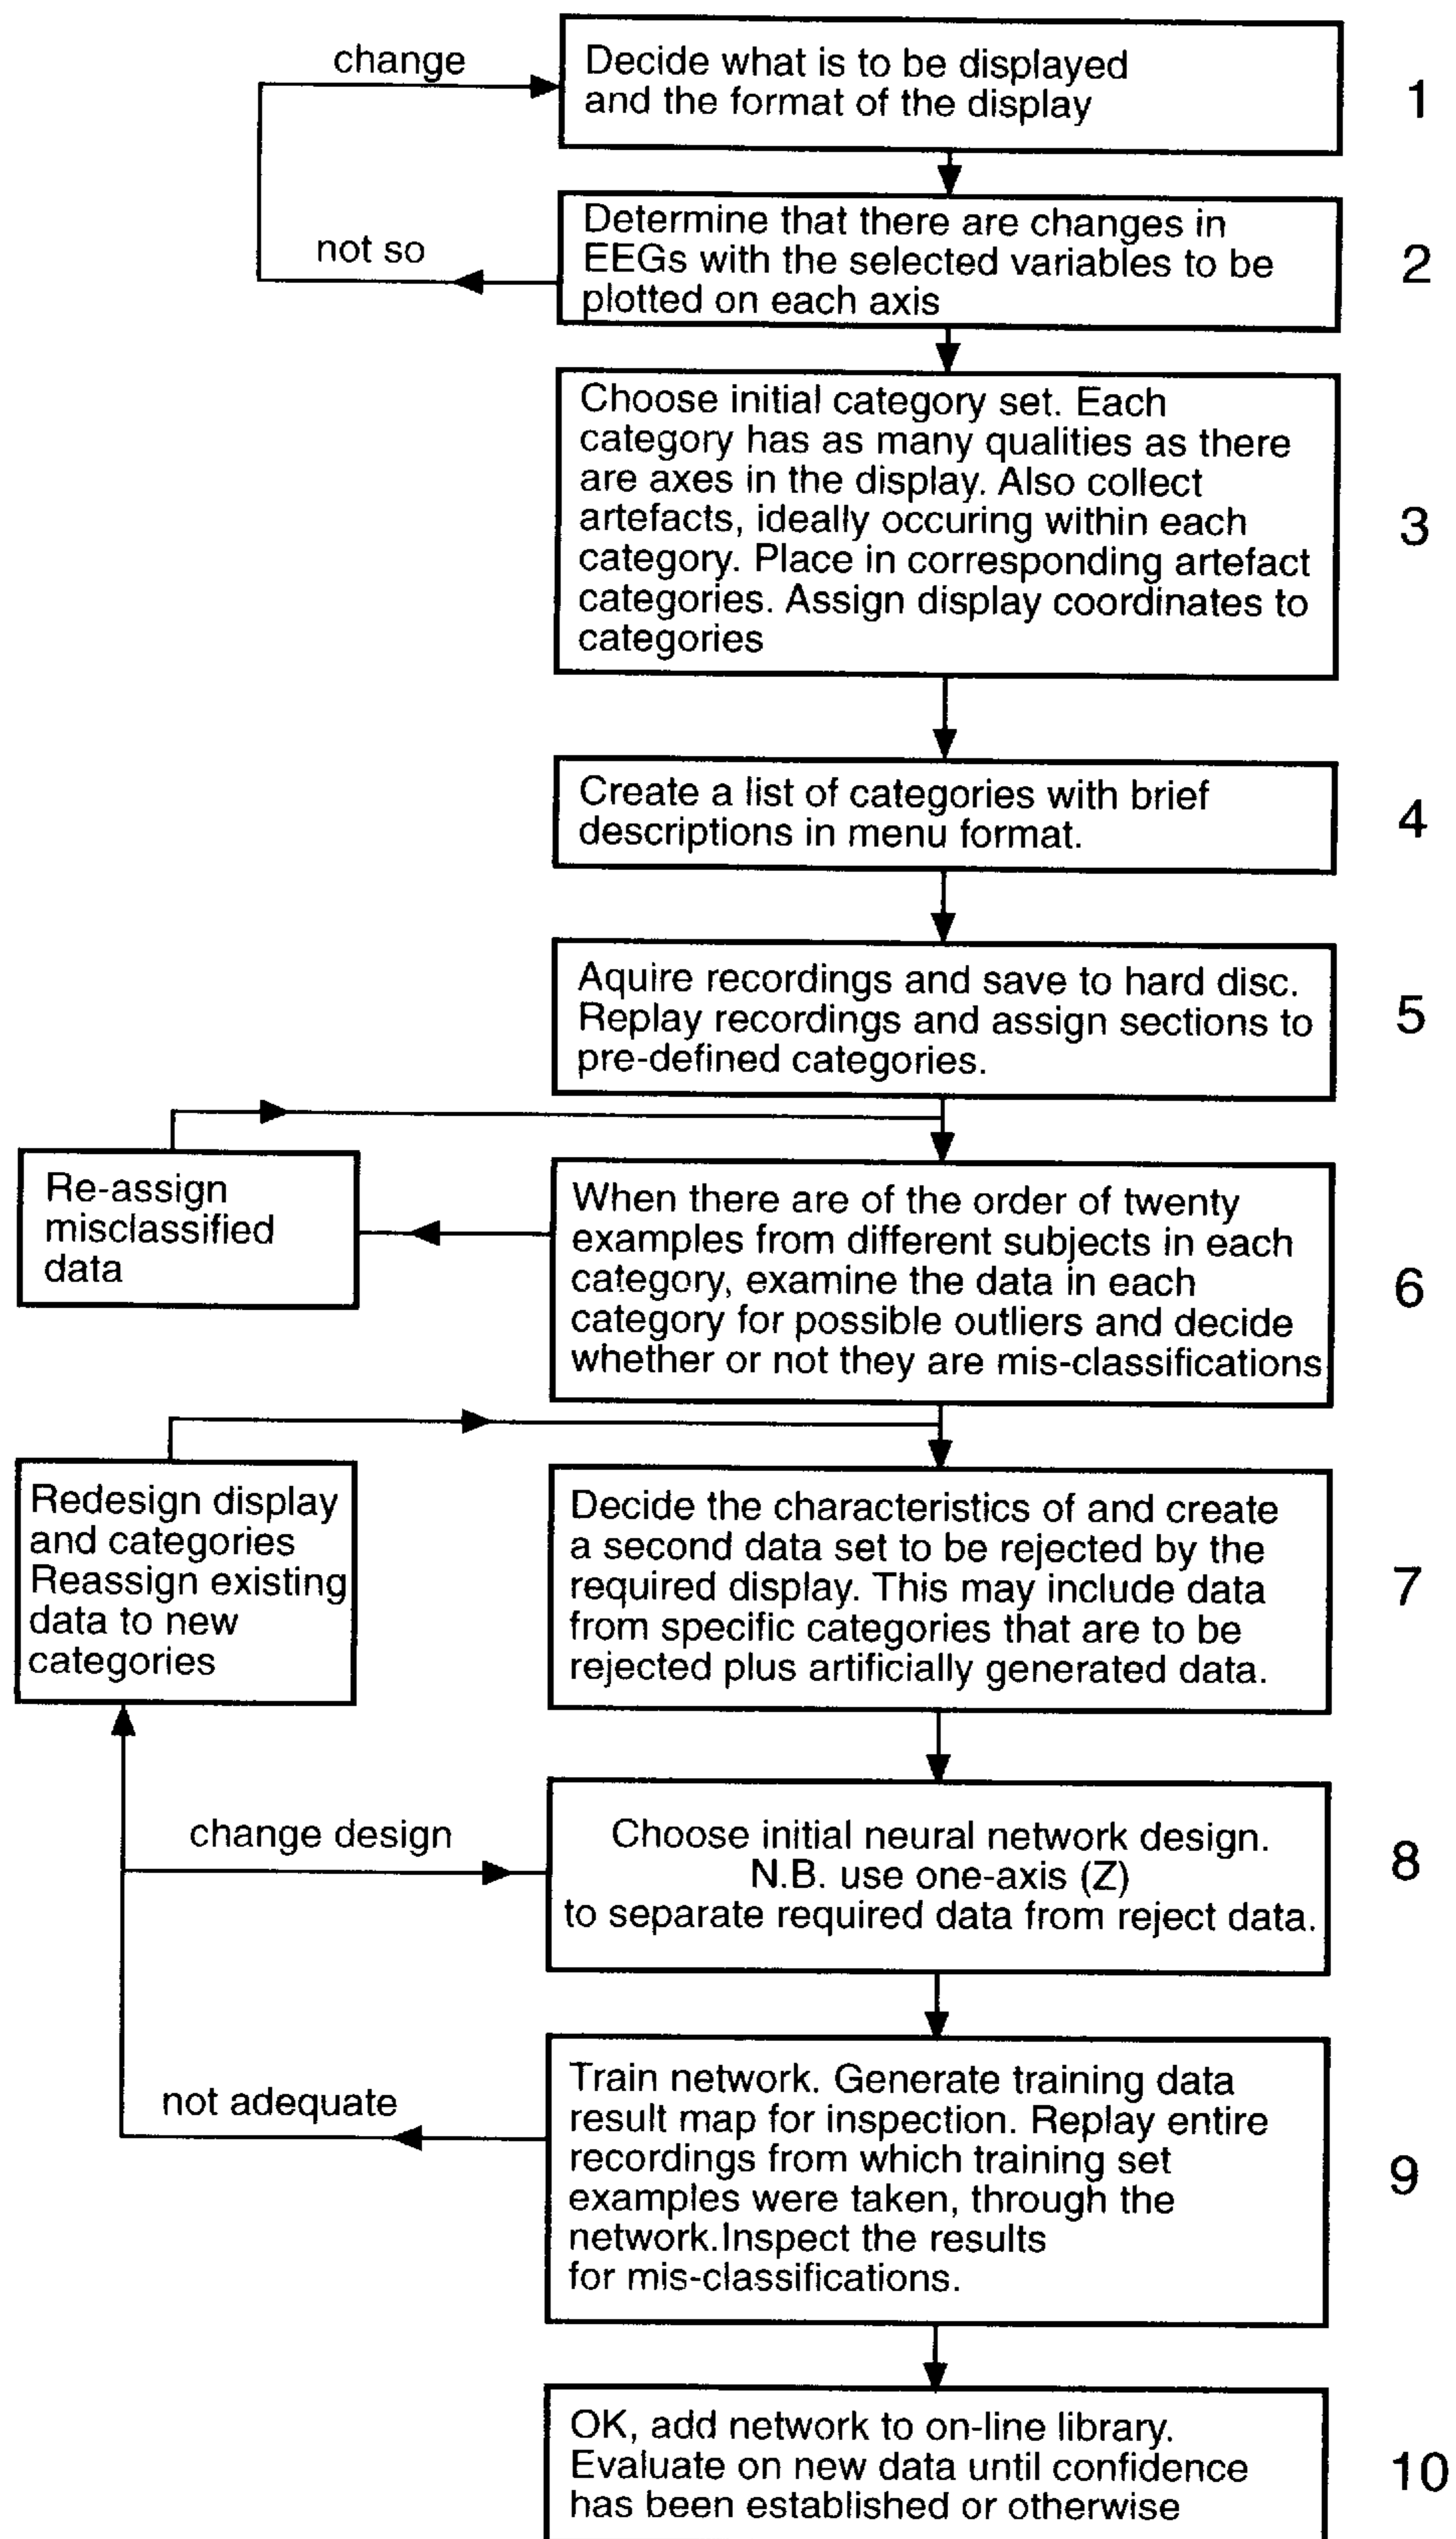 change
Decide what is to be displayed
and the format of the display
1
not so
Determine that there are changes in
EEGs with the selected variables to be
plotted on each axis
2
Choose initial category set. Each
category has as many qualities as there
are axes in the display. Also collect
artefacts, ideally occuring within each
category. Place in corresponding artefact
categories. Assign display coordinates to
categories
3
Create a list of categories with brief
descriptions in menu format.
4
Aquire recordings and save to hard disc.
Replay recordings and assign sections to
pre-defined categories.
5
Re-assign
misclassified
data
When there are of the order of twenty
examples from different subjects in each
category, examine the data in each
category for possible outliers and decide
whether or not they are mis-classifications
6
Redesign display
and categories
Reassign existing
data to new
categories
Decide the characteristics of and create
a second data set to be rejected by the
required display. This may include data
from specific categories that are to be
rejected plus artificially generated data.
7
change design
Choose initial neural network design.
N.B. use one-axis (Z)
to separate required data from reject data.
8
not adequate
Train network. Generate training data
result map for inspection. Replay entire
recordings from which training set
examples were taken, through the
network.Inspect the results
for mis-classifications.
9
OK, add network to on-line library.
Evaluate on new data until confidence
has been established or otherwise
10